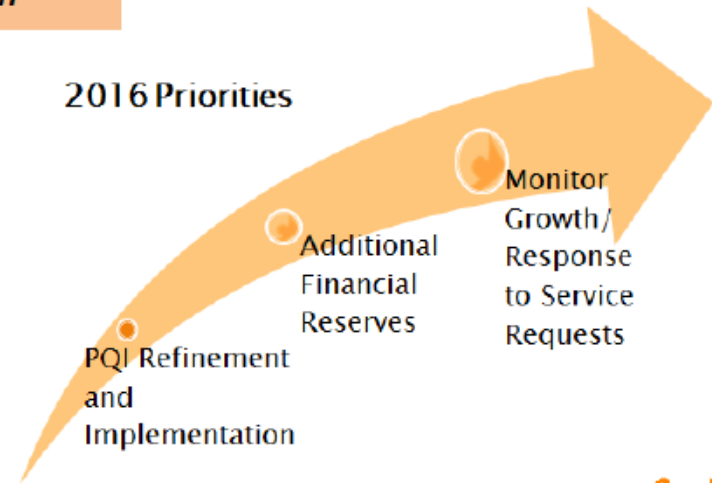 2016 Priorities
PQI Refinement
and
Implementation
Additional
Financial
Reserves
Monitor
Growth/
Response
to Service
Requests